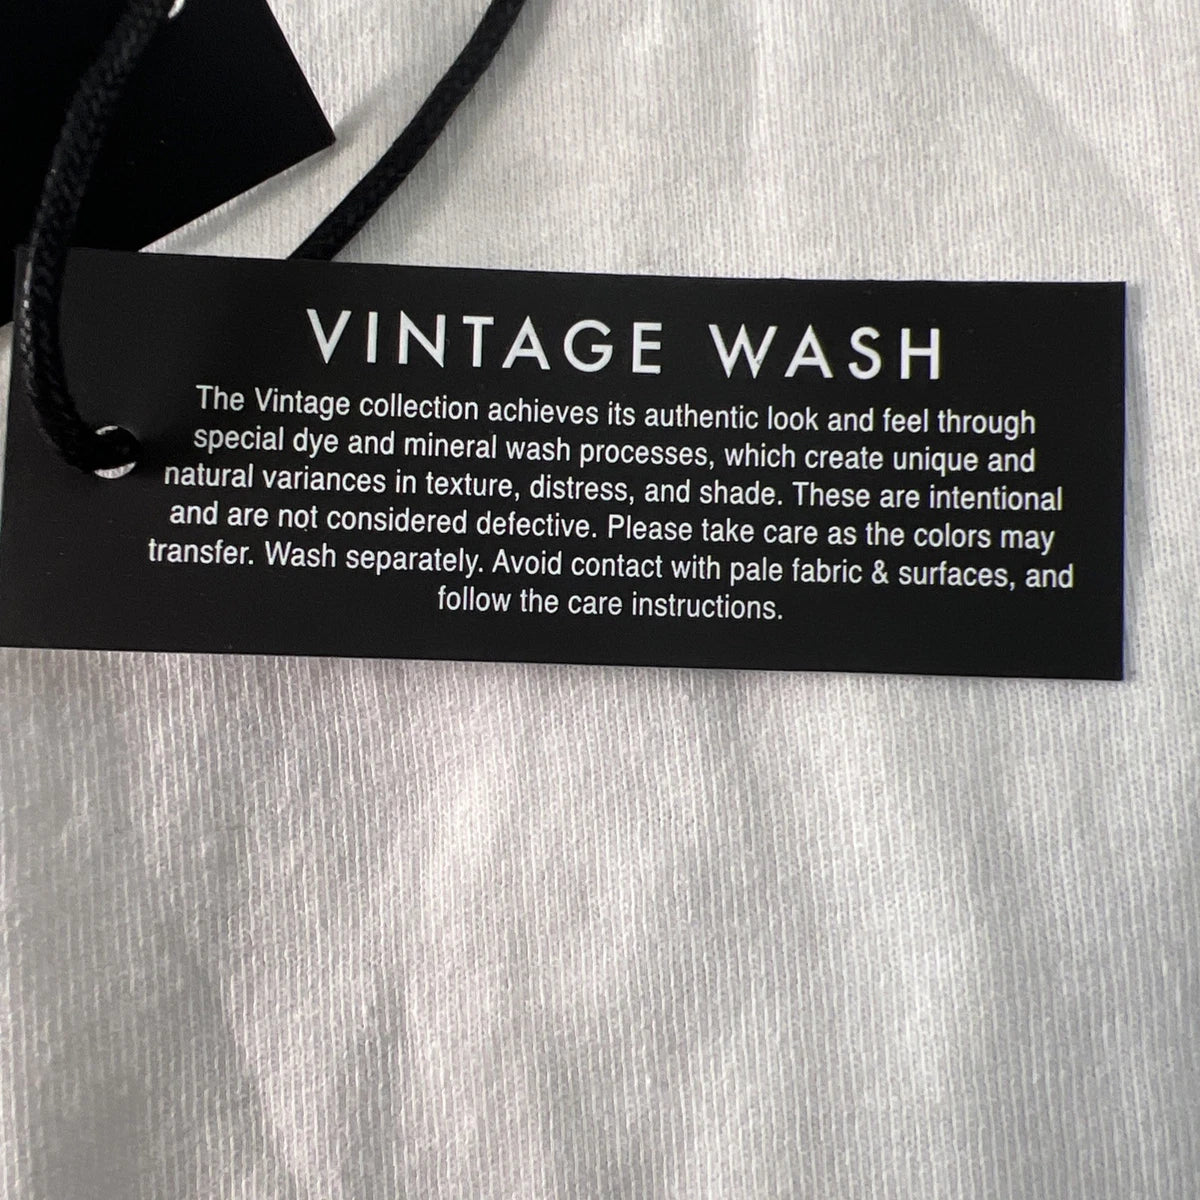 VINTAGE WASH
The Vintage collection achieves its authentic look and feel through
special dye and mineral wash processes, which create unique and
natural variances in texture, distress, and shade. These are intentional
and are not considered defective. Please take care as the colors may
transfer. Wash separately. Avoid contact with pale fabric & surfaces, and
follow the care instructions.